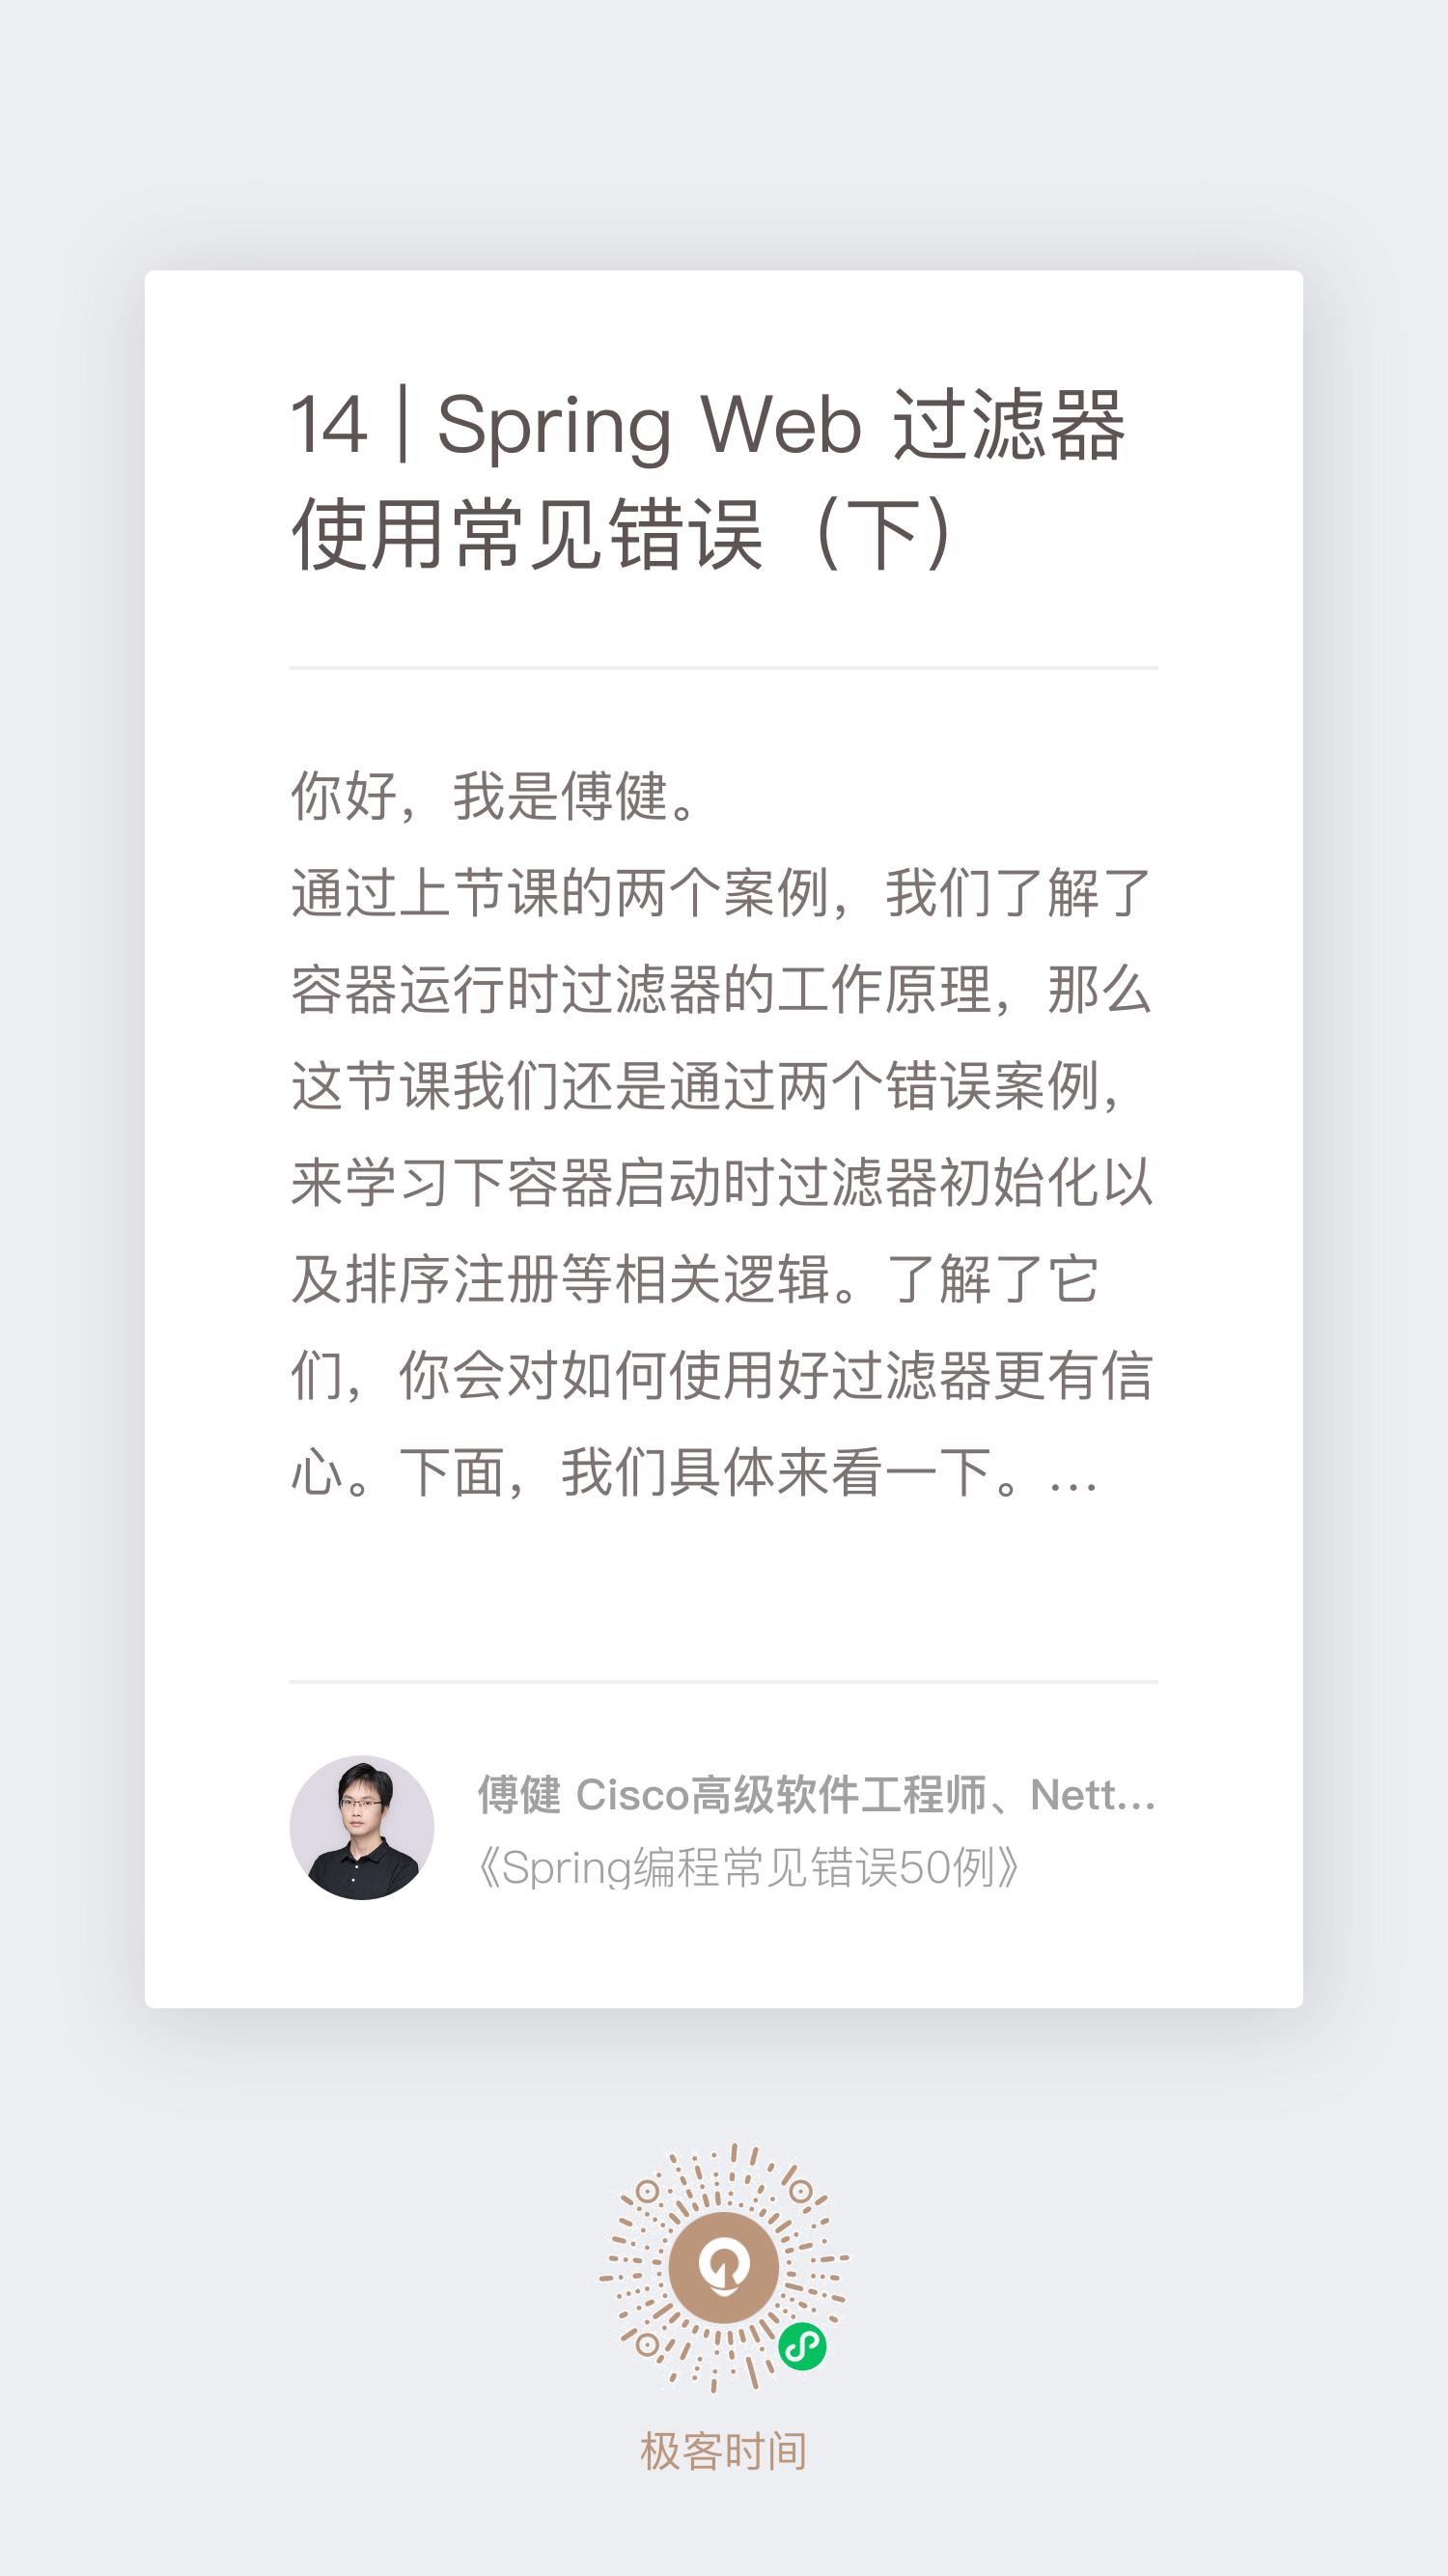 14 | Spring Web 过滤器
使用常见错误（下）
你好，我是傅健。
通过上节课的两个案例，我们了解了
容器运行时过滤器的工作原理，那么
这节课我们还是通过两个错误案例，
来学习下容器启动时过滤器初始化以
及排序注册等相关逻辑。了解了它
们，你会对如何使用好过滤器更有信
心。下面，我们具体来看一下。...
傅健 Cisco高级软件工程师、Nett...
《Spring编程常见错误50例》
极客时间